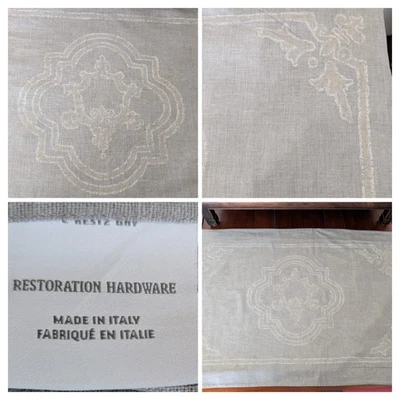 RESTORATION HARDWARE
MADE IN ITALY
FABRIQUÉ EN ITALIE